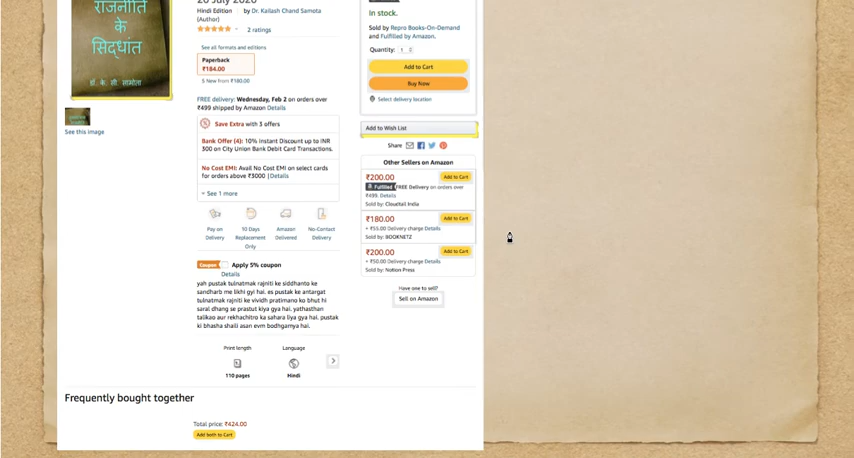 राजनीति
के
सिद्धांत
डॉ. के. सी. सामोता
See this image
Hindi Edition | by Dr. Kailash Chand Samota
(Author)
2 ratings
See all formats and editions
Paperback
₹184.00
5 New from ₹180.00
FREE delivery: Wednesday, Feb 2 on orders over
₹499 shipped by Amazon Details
Save Extra with 3 offers
Bank Offer (4): 10% Instant Discount up to INR
300 on City Union Bank Debit Card Transactions.
No Cost EMI: Avail No Cost EMI on select cards
for orders above ₹3000 | Details
+ See 1 more
Pay on Delivery
10 Days Replacement Only
Amazon Delivered
No-Contact Delivery
Coupon Apply 5% coupon
Details
yah pustak tulnatmak rajniti ke siddhanto ke
sandharb me likhi gyi hai. es pustak ke antargat
tulnatmak rajniti ke vividh pratimano ko bhut hi
saral dhang se prastut kiya gya hai. yathasthan
talikao aur rekhachitro ka sahara liya gya hai. pustak
ki bhasha shaili asan evm bodhgamya hai.
Print length
110 pages
Language
Hindi
In stock.
Sold by Repro Books-On-Demand
and Fulfilled by Amazon.
Quantity: 1
Add to Cart
Buy Now
Select delivery location
Add to Wish List
Share
Other Sellers on Amazon
₹200.00 Add to Cart
Fulfilled FREE Delivery on orders over
₹499. Details
Sold by: Cloudtail India
₹180.00 Add to Cart
+ ₹55.00 Delivery charge Details
Sold by: BOOKNETZ
₹200.00 Add to Cart
+ ₹50.00 Delivery charge Details
Sold by: Notion Press
Have one to sell?
Sell on Amazon
Frequently bought together
Total price: ₹424.00
Add both to Cart